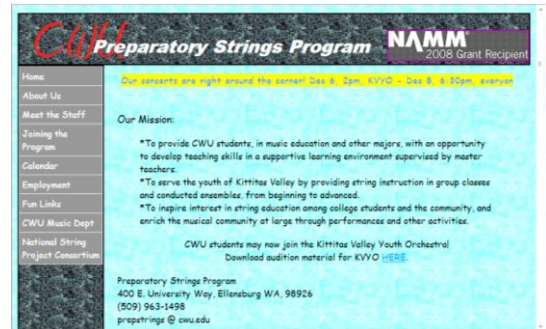 CWU
Preparatory Strings Program
NAMM
2008 Grant Recipient
Home
About Us
Meet the Staff
Joining the
Program
Calendar
Employment
Fun Links
CWU Music Dept
National String
Project Consortium
Our concerts are right around the corner! Dec 6, 2pm, KVYO - Dec 8, 6:30pm, everyon
Our Mission:
*To provide CWU students, in music education and other majors, with an opportunity
to develop teaching skills in a supportive learning environment supervised by master
teachers.
*To serve the youth of Kittitas Valley by providing string instruction in group classes
and conducted ensembles, from beginning to advanced.
*To inspire interest in string education among college students and the community, and
enrich the musical community at large through performances and other activities.
CWU students may now join the Kittitas Valley Youth Orchestra!
Download audition material for KVYO HERE.
Preparatory Strings Program
400 E. University Way, Ellensburg WA, 98926
(509) 963-1498
prepstrings @ cwu.edu